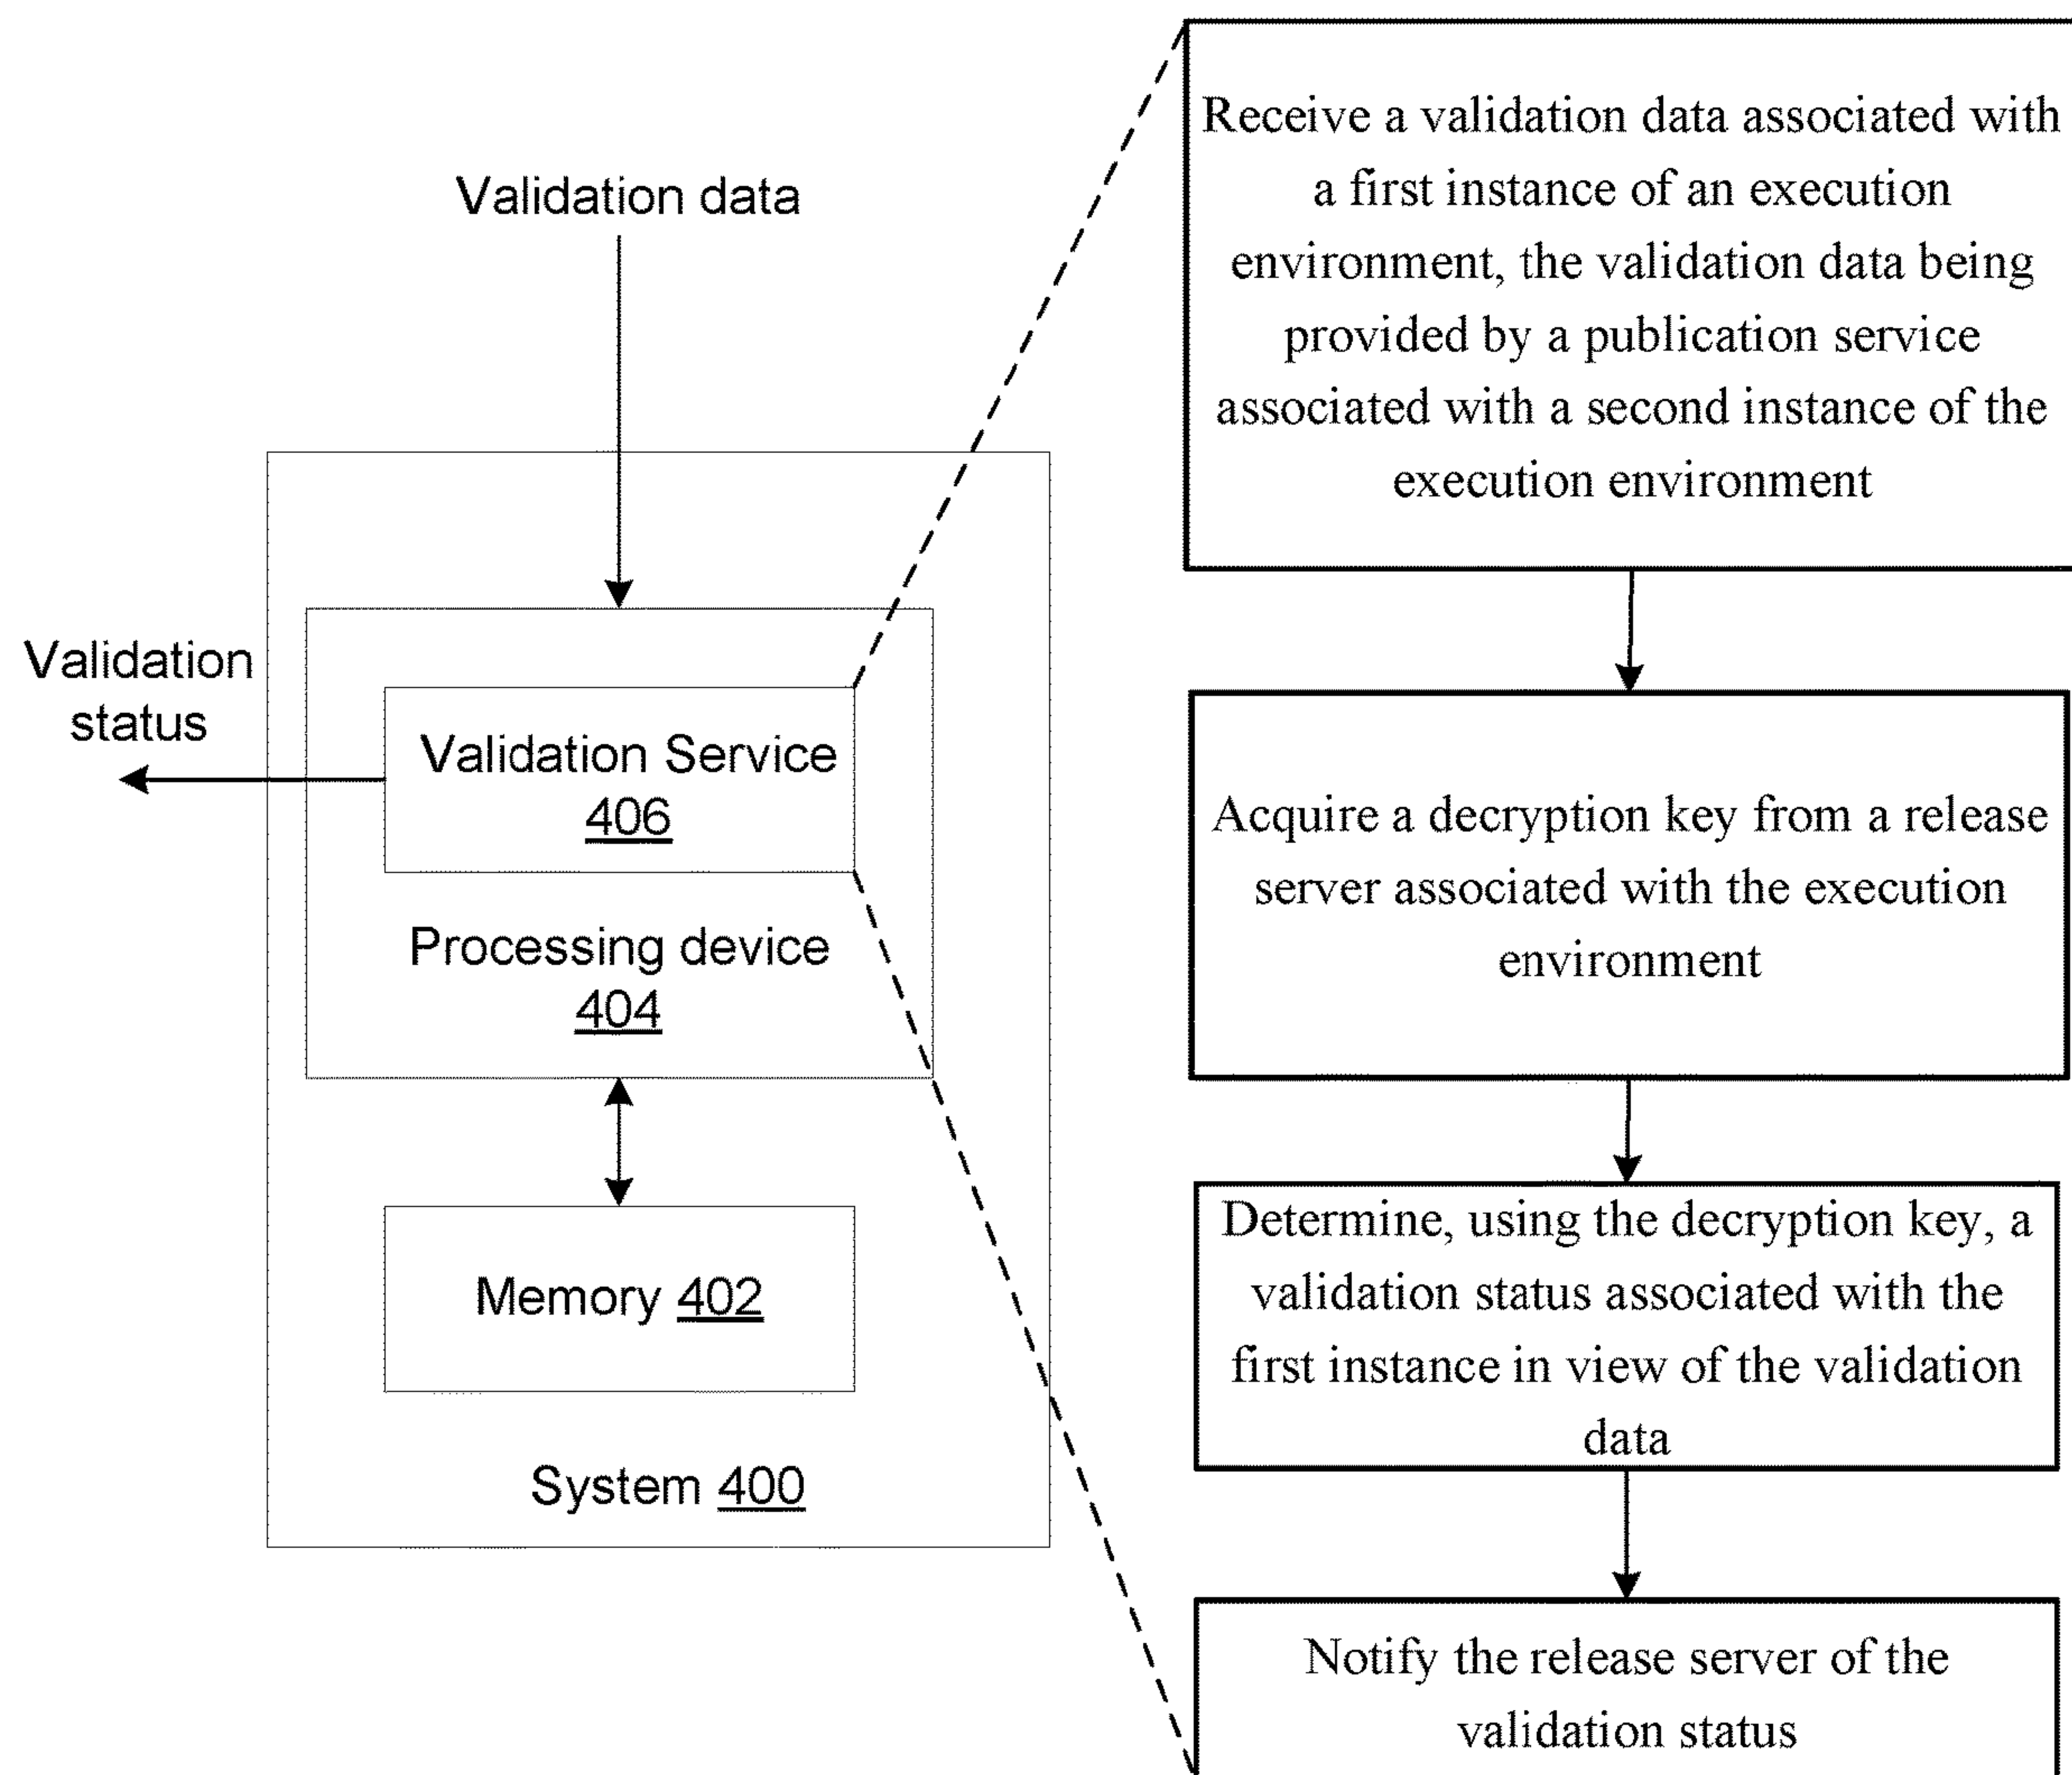 Validation data
Validation
status
Validation Service
406
Processing device
404
Memory 402
System 400
Receive a validation data associated with
a first instance of an execution
environment, the validation data being
provided by a publication service
associated with a second instance of the
execution environment
Acquire a decryption key from a release
server associated with the execution
environment
Determine, using the decryption key, a
validation status associated with the
first instance in view of the validation
data
Notify the release server of the
validation status